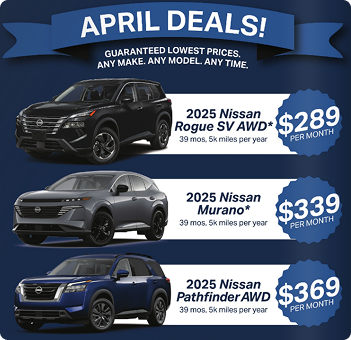 APRIL DEALS!
GUARANTEED LOWEST PRICES.
ANY MAKE. ANY MODEL. ANY TIME.
2025 Nissan
Rogue SV AWD*
39 mos, 5k miles per year
$289
PER MONTH
2025 Nissan
Murano*
39 mos, 5k miles per year
$339
PER MONTH
2025 Nissan
Pathfinder AWD
39 mos, 5k miles per year
$369
PER MONTH